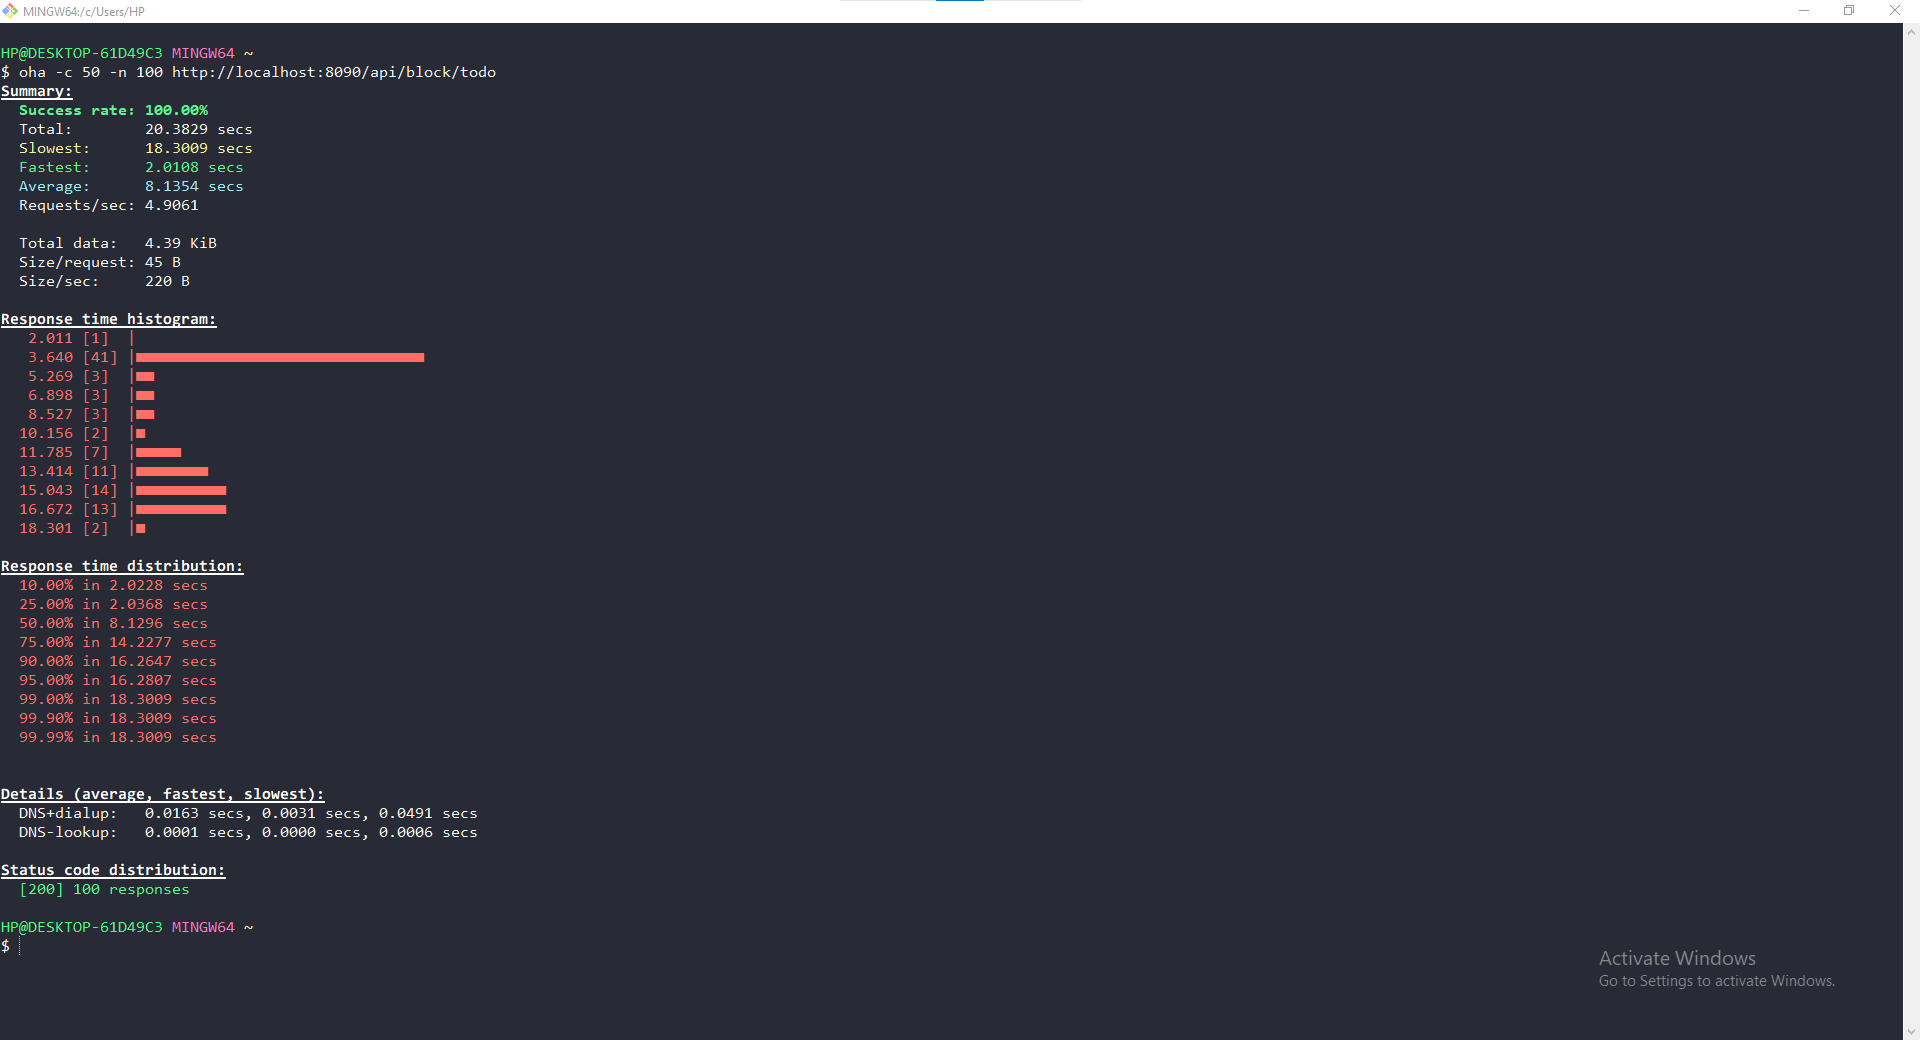 MINGW64:/c/Users/HP
HP@DESKTOP-61D49C3 MINGW64 ~
$ oha -c 50 -n 100 http://localhost:8090/api/block/todo
Summary:
  Success rate: 100.00%
  Total:        20.3829 secs
  Slowest:      18.3009 secs
  Fastest:      2.0108 secs
  Average:      8.1354 secs
  Requests/sec: 4.9061
  Total data:   4.39 KiB
  Size/request: 45 B
  Size/sec:     220 B
Response time histogram:
   2.011 [1]  |
   3.640 [41] |■■■■■■■■■■■■■■■■■■■■■■■■■■■■■■■■
   5.269 [3]  |■■
   6.898 [3]  |■■
   8.527 [3]  |■■
  10.156 [2]  |■
  11.785 [7]  |■■■■■
  13.414 [11] |■■■■■■■■
  15.043 [14] |■■■■■■■■■■
  16.672 [13] |■■■■■■■■■■
  18.301 [2]  |■
Response time distribution:
  10.00% in 2.0228 secs
  25.00% in 2.0368 secs
  50.00% in 8.1296 secs
  75.00% in 14.2277 secs
  90.00% in 16.2647 secs
  95.00% in 16.2807 secs
  99.00% in 18.3009 secs
  99.90% in 18.3009 secs
  99.99% in 18.3009 secs
Details (average, fastest, slowest):
  DNS+dialup:   0.0163 secs, 0.0031 secs, 0.0491 secs
  DNS-lookup:   0.0001 secs, 0.0000 secs, 0.0006 secs
Status code distribution:
  [200] 100 responses
HP@DESKTOP-61D49C3 MINGW64 ~
$
Activate Windows
Go to Settings to activate Windows.